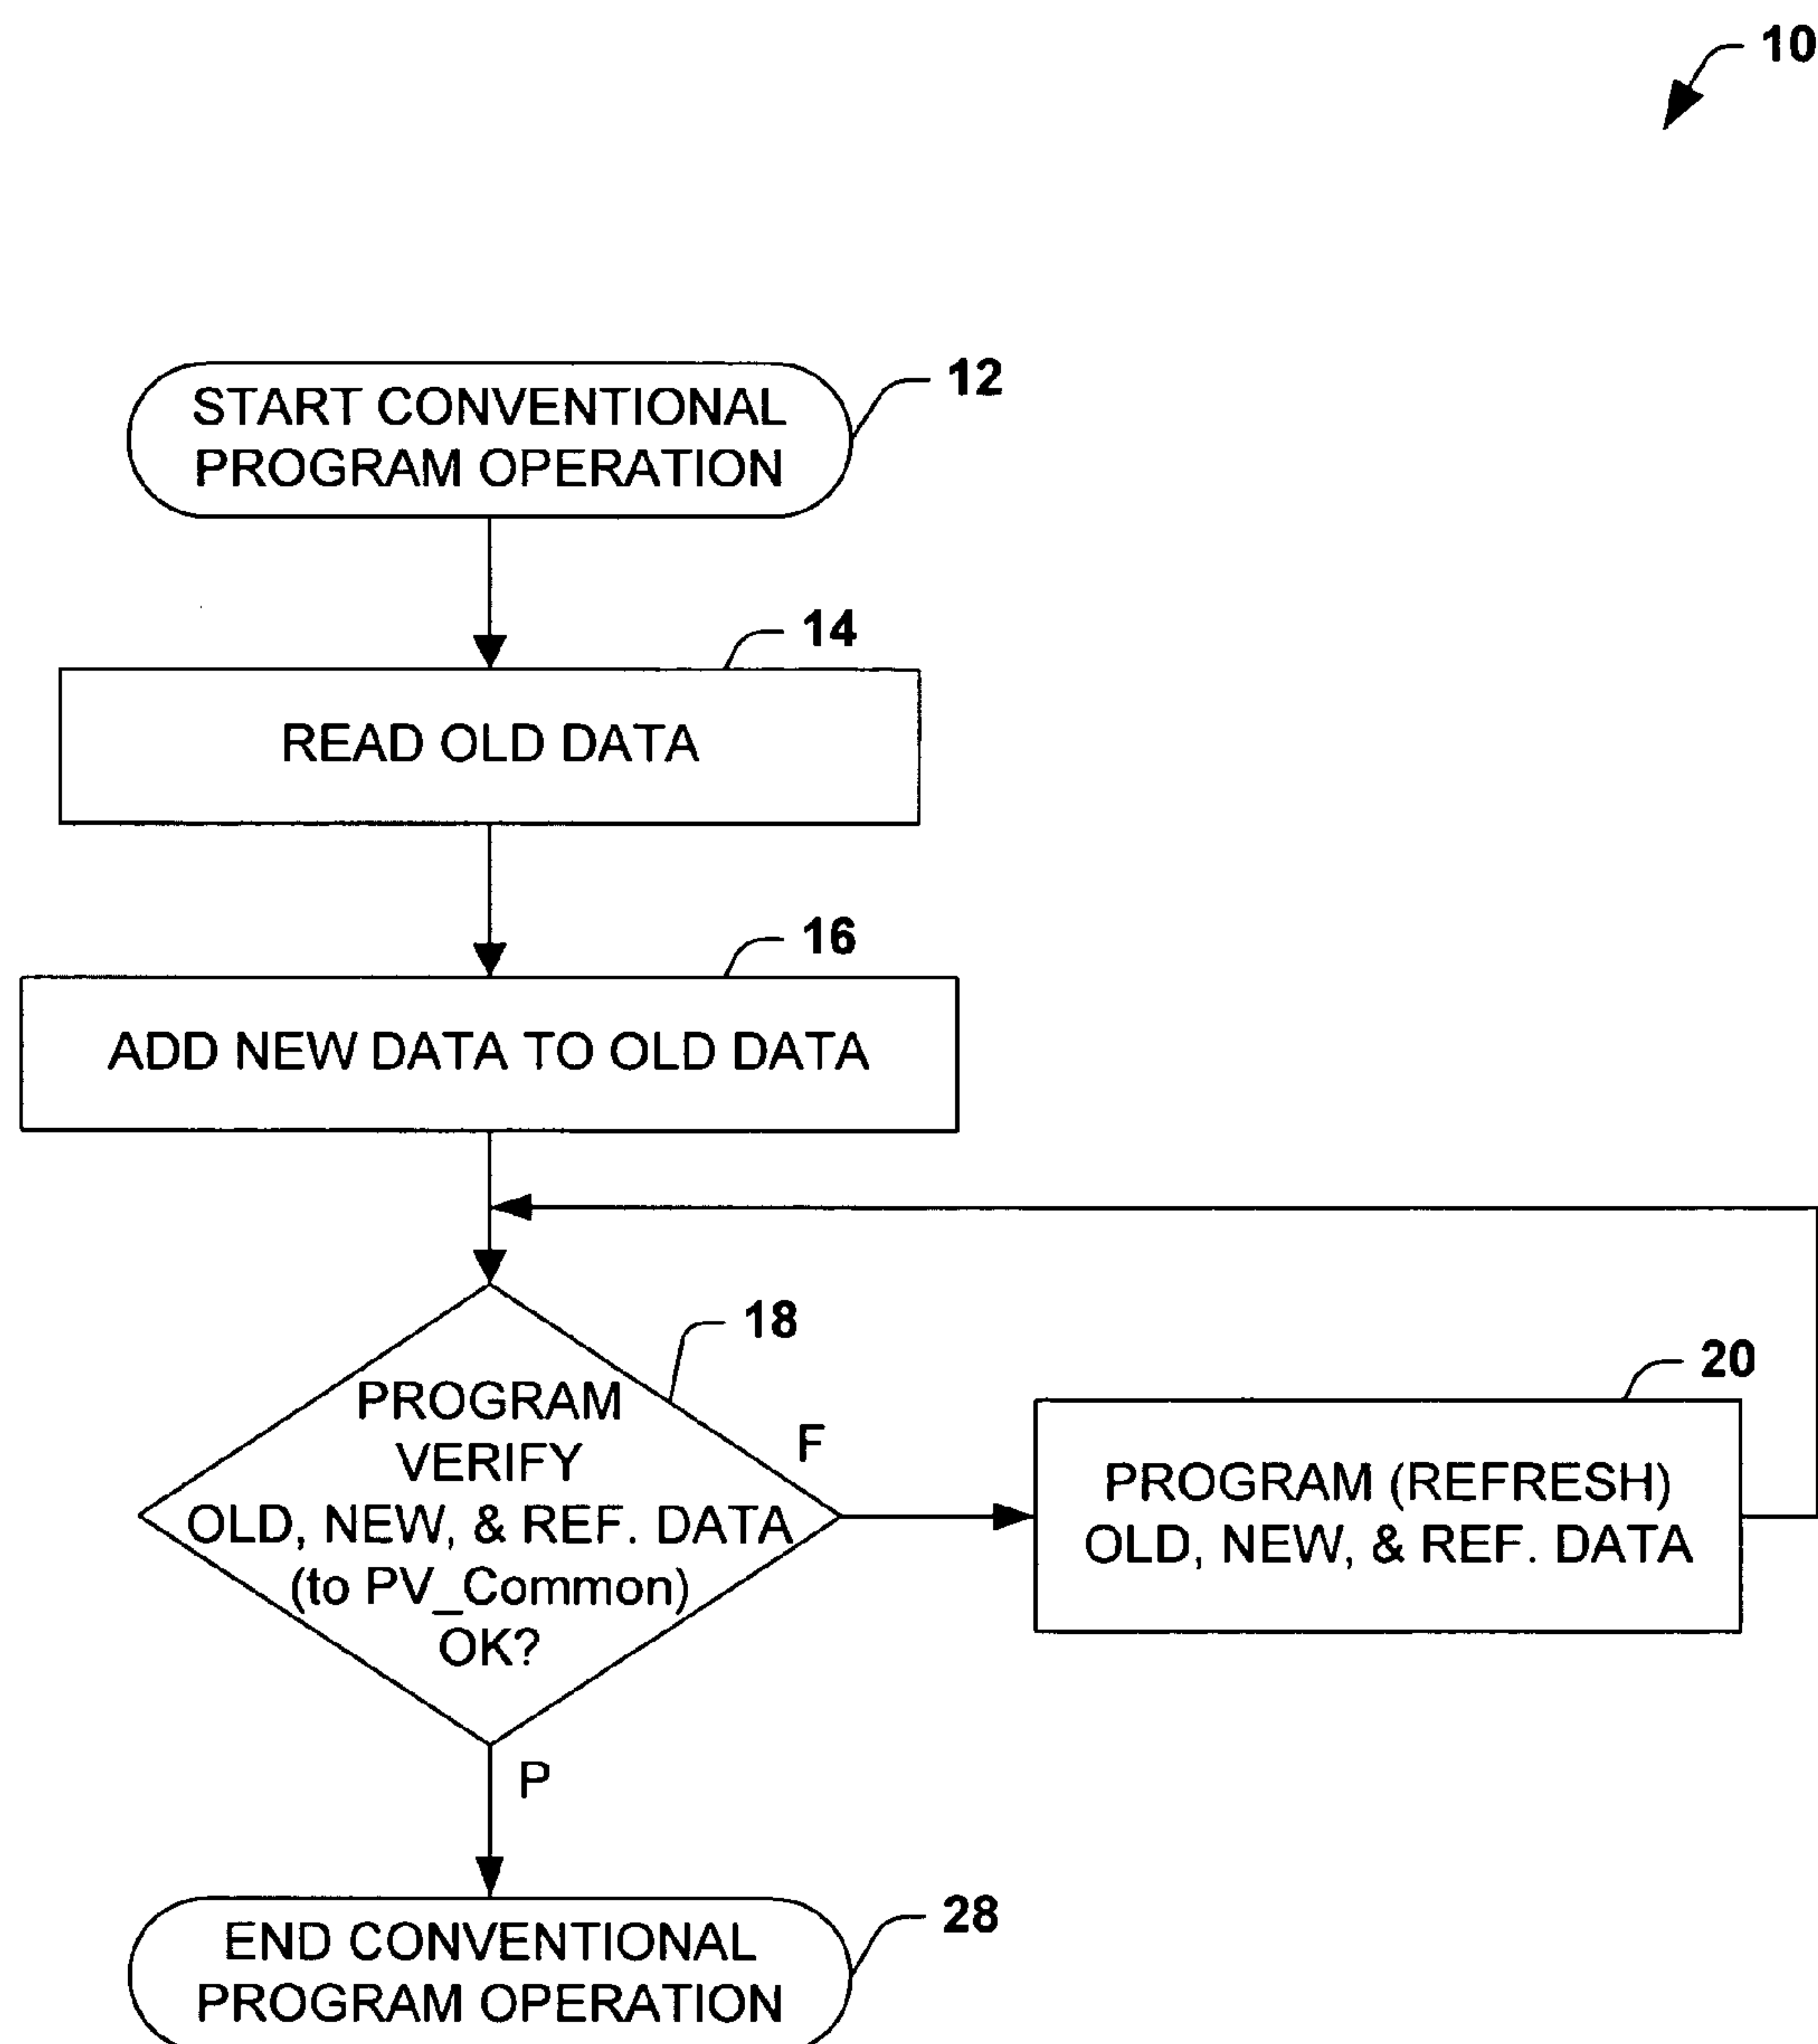 10
START CONVENTIONAL
PROGRAM OPERATION
12
14
READ OLD DATA
16
ADD NEW DATA TO OLD DATA
18
PROGRAM
VERIFY
OLD, NEW, & REF. DATA
(to PV_Common)
OK?
F
20
PROGRAM (REFRESH)
OLD, NEW, & REF. DATA
P
END CONVENTIONAL
PROGRAM OPERATION
28